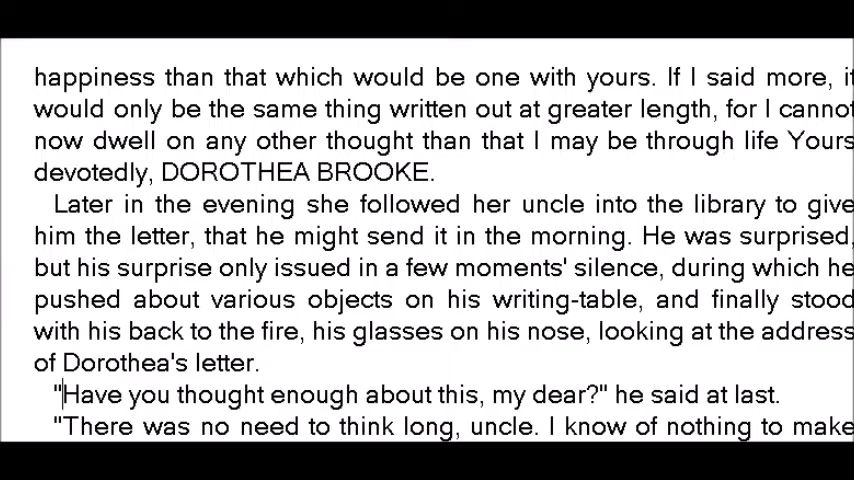 happiness than that which would be one with yours. If I said more, it
would only be the same thing written out at greater length, for I cannot
now dwell on any other thought than that I may be through life Yours
devotedly, DOROTHEA BROOKE.
Later in the evening she followed her uncle into the library to give
him the letter, that he might send it in the morning. He was surprised,
but his surprise only issued in a few moments' silence, during which he
pushed about various objects on his writing-table, and finally stood
with his back to the fire, his glasses on his nose, looking at the address
of Dorothea's letter.
"Have you thought enough about this, my dear?" he said at last.
"There was no need to think long, uncle. I know of nothing to make